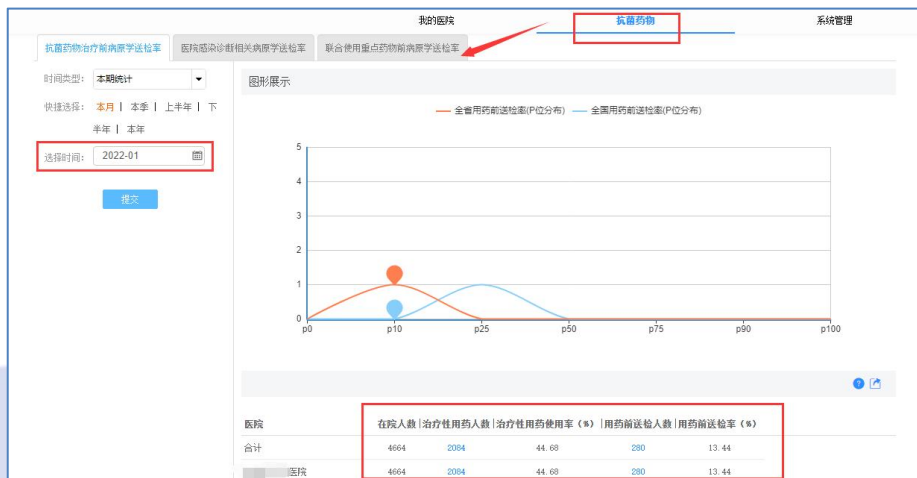 我的医院 抗菌药物 系统管理
抗菌药物治疗前病原学送检率 医院感染诊断相关病原学送检率 联合使用重点药物前病原学送检率
时间类型: 本期统计
图形展示
快捷选择: 本月 | 本季 | 上半年 | 下
半年 | 本年
全省用药前送检率(P位分布) 全国用药前送检率(P位分布)
选择时间: 2022-01
提交
5
4
3
2
1
0
p0 p10 p25 p50 p75 p90 p100
医院 在院人数|治疗性用药人数|治疗性用药使用率(%)|用药前送检人数|用药前送检率(%)
合计 4664 2084 44.68 280 13.44
医院 4664 2084 44.68 280 13.44